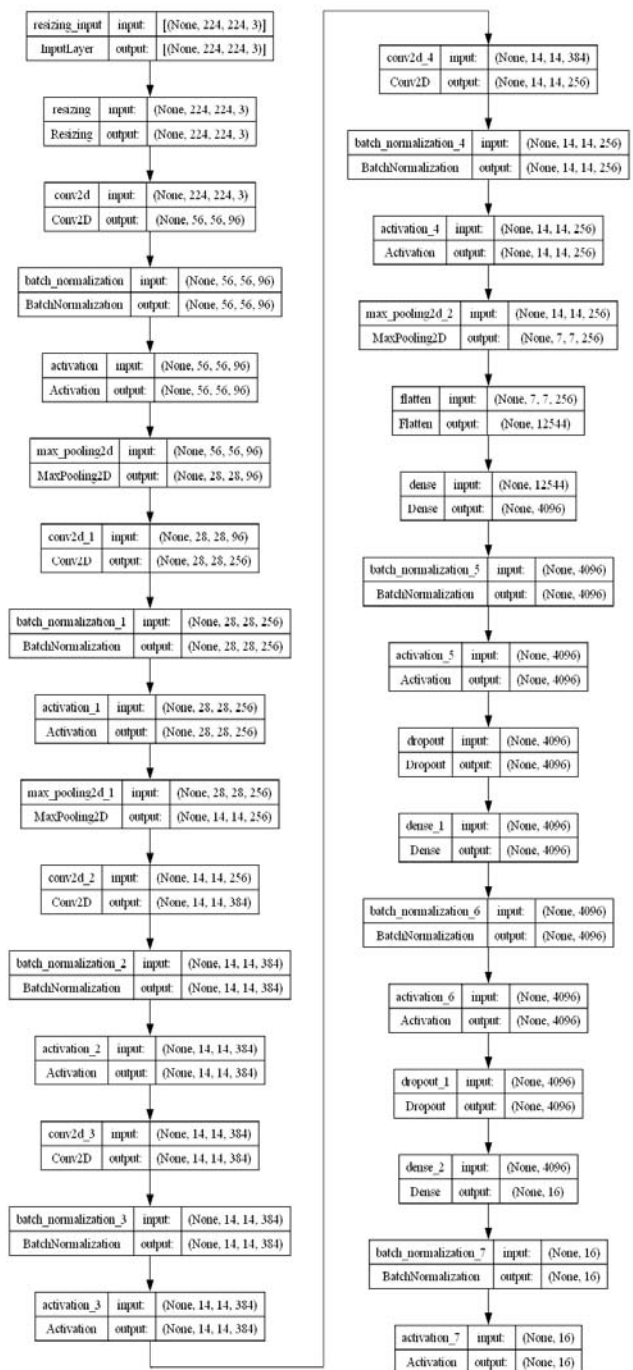 resizing_input input: [(None, 224, 224, 3)]
InputLayer output: [(None, 224, 224, 3)]
resizing input: (None, 224, 224, 3)
Resizing output: (None, 224, 224, 3)
conv2d input: (None, 224, 224, 3)
Conv2D output: (None, 56, 56, 96)
batch_normalization input: (None, 56, 56, 96)
BatchNormalization output: (None, 56, 56, 96)
activation input: (None, 56, 56, 96)
Activation output: (None, 56, 56, 96)
max_pooling2d input: (None, 56, 56, 96)
MaxPooling2D output: (None, 28, 28, 96)
conv2d_1 input: (None, 28, 28, 96)
Conv2D output: (None, 28, 28, 256)
batch_normalization_1 input: (None, 28, 28, 256)
BatchNormalization output: (None, 28, 28, 256)
activation_1 input: (None, 28, 28, 256)
Activation output: (None, 28, 28, 256)
max_pooling2d_1 input: (None, 28, 28, 256)
MaxPooling2D output: (None, 14, 14, 256)
conv2d_2 input: (None, 14, 14, 256)
Conv2D output: (None, 14, 14, 384)
batch_normalization_2 input: (None, 14, 14, 384)
BatchNormalization output: (None, 14, 14, 384)
activation_2 input: (None, 14, 14, 384)
Activation output: (None, 14, 14, 384)
conv2d_3 input: (None, 14, 14, 384)
Conv2D output: (None, 14, 14, 384)
batch_normalization_3 input: (None, 14, 14, 384)
BatchNormalization output: (None, 14, 14, 384)
activation_3 input: (None, 14, 14, 384)
Activation output: (None, 14, 14, 384)
conv2d_4 input: (None, 14, 14, 384)
Conv2D output: (None, 14, 14, 256)
batch_normalization_4 input: (None, 14, 14, 256)
BatchNormalization output: (None, 14, 14, 256)
activation_4 input: (None, 14, 14, 256)
Activation output: (None, 14, 14, 256)
max_pooling2d_2 input: (None, 14, 14, 256)
MaxPooling2D output: (None, 7, 7, 256)
flatten input: (None, 7, 7, 256)
Flatten output: (None, 12544)
dense input: (None, 12544)
Dense output: (None, 4096)
batch_normalization_5 input: (None, 4096)
BatchNormalization output: (None, 4096)
activation_5 input: (None, 4096)
Activation output: (None, 4096)
dropout input: (None, 4096)
Dropout output: (None, 4096)
dense_1 input: (None, 4096)
Dense output: (None, 4096)
batch_normalization_6 input: (None, 4096)
BatchNormalization output: (None, 4096)
activation_6 input: (None, 4096)
Activation output: (None, 4096)
dropout_1 input: (None, 4096)
Dropout output: (None, 4096)
dense_2 input: (None, 4096)
Dense output: (None, 16)
batch_normalization_7 input: (None, 16)
BatchNormalization output: (None, 16)
activation_7 input: (None, 16)
Activation output: (None, 16)